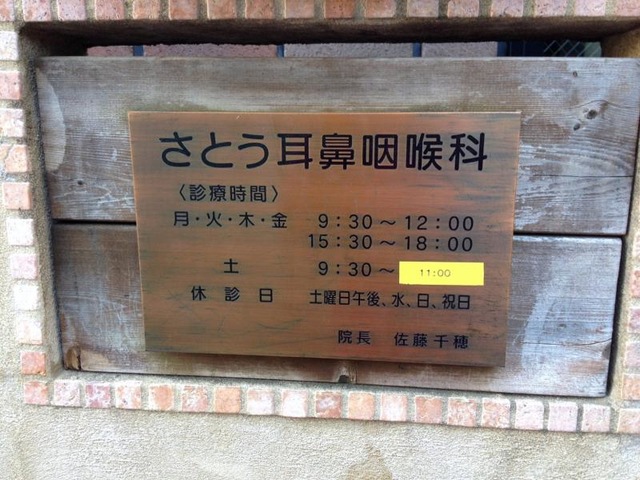 さとう耳鼻咽喉科
〈診療時間〉
月・火・木・金 9:30～12:00
15:30～18:00
土 9:30～ 11:00
休診日 土曜日午後、水、日、祝日
院長 佐藤千穂